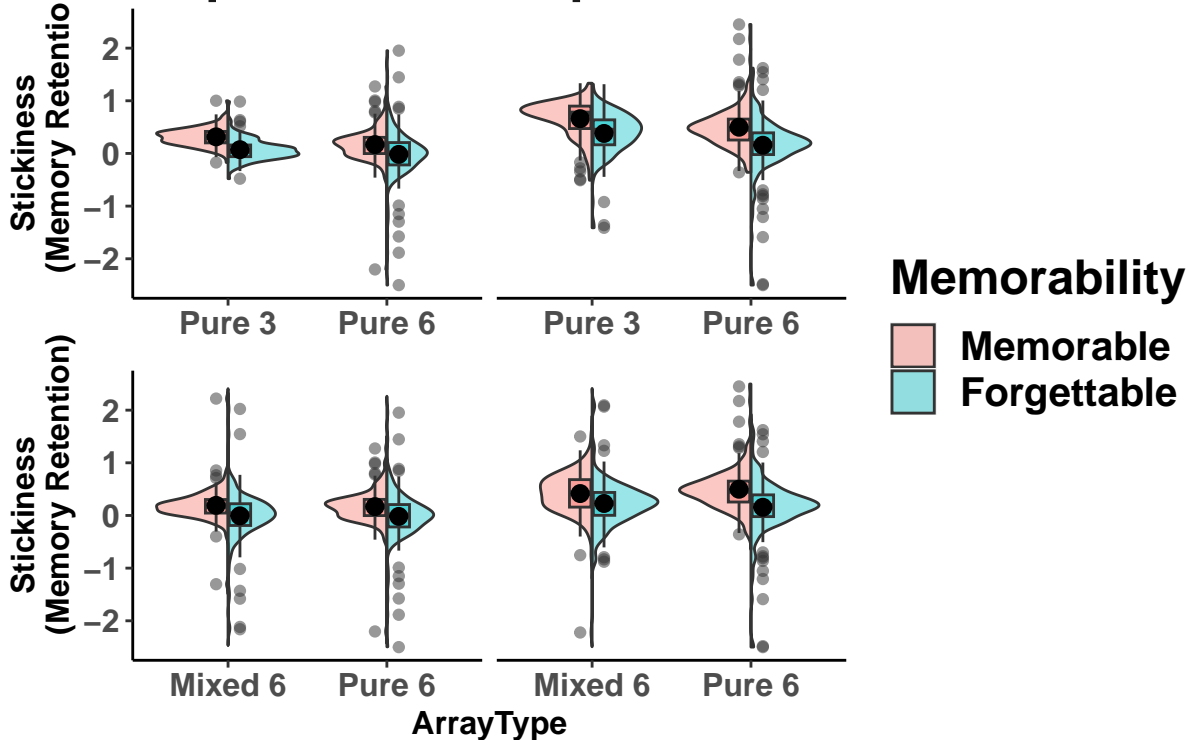 Stickiness
(Memory Retentio
2
1
0
−1
−2
Pure 3 Pure 6 Pure 3 Pure 6
Memorability
Memorable
Forgettable
Stickiness
(Memory Retention)
2
1
0
−1
−2
Mixed 6 Pure 6 Mixed 6 Pure 6
ArrayType